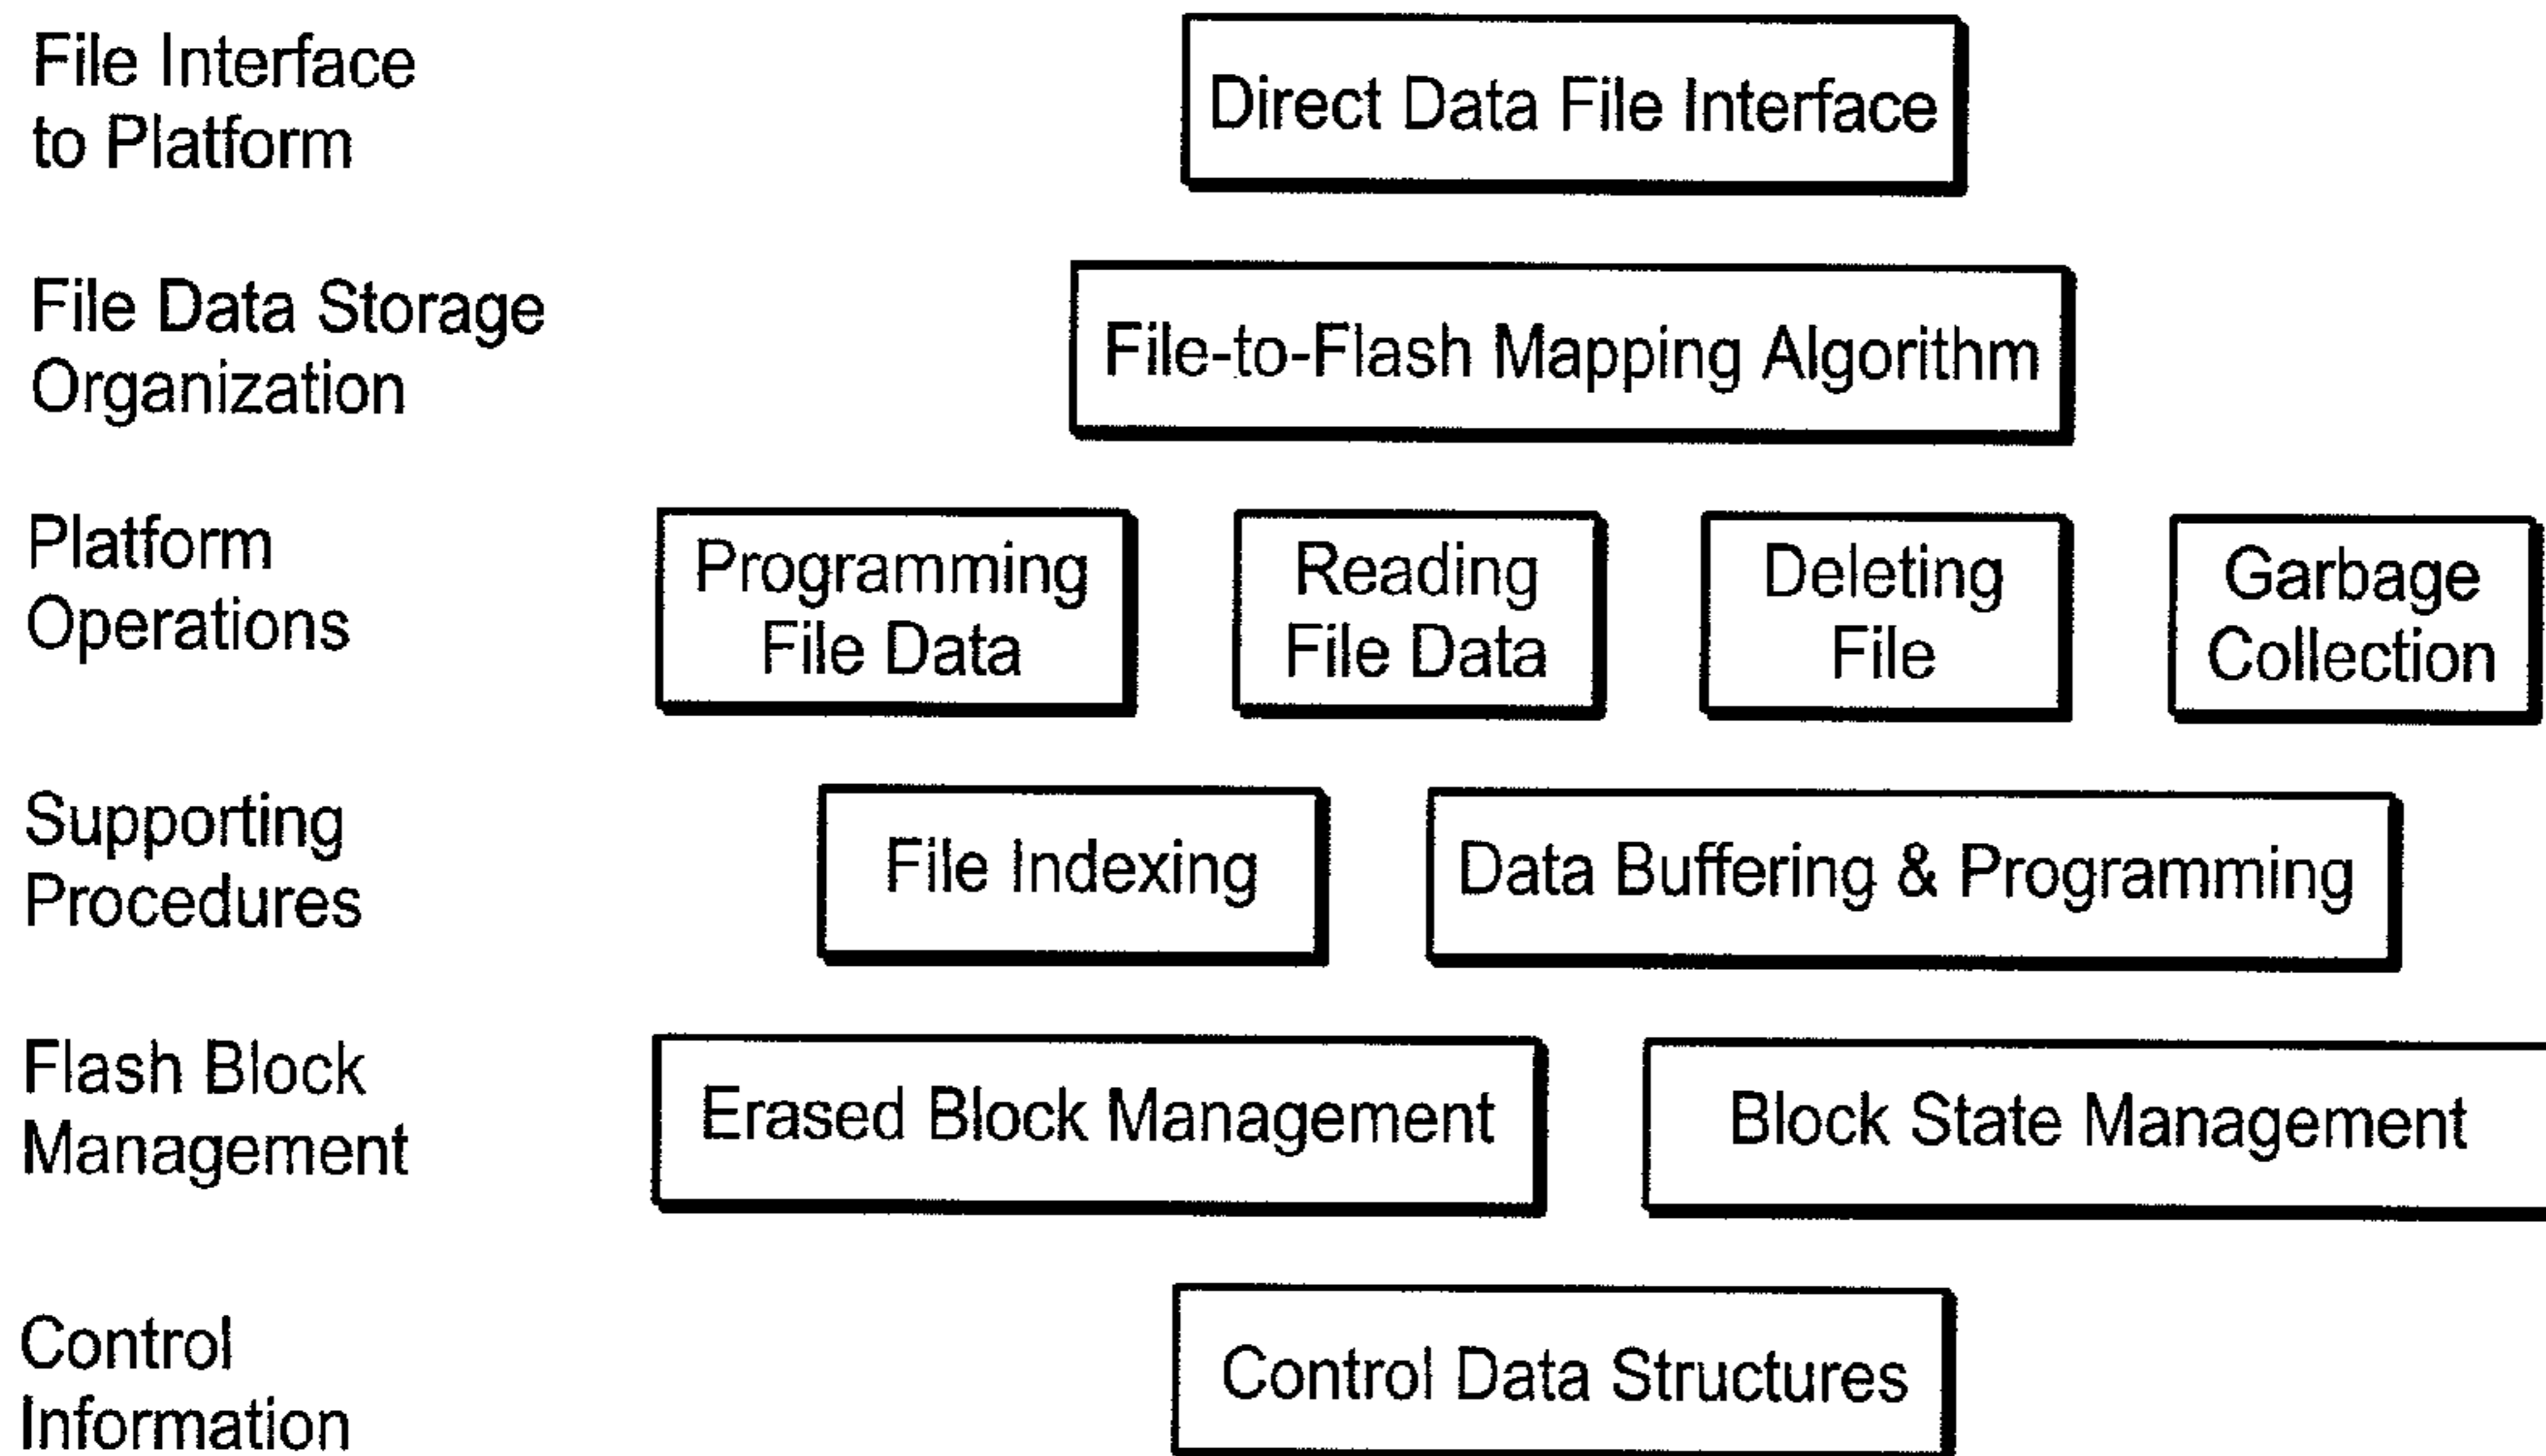 File Interface
to Platform
Direct Data File Interface
File Data Storage
Organization
File-to-Flash Mapping Algorithm
Platform
Operations
Programming
File Data
Reading
File Data
Deleting
File
Garbage
Collection
Supporting
Procedures
File Indexing
Data Buffering & Programming
Flash Block
Management
Erased Block Management
Block State Management
Control
Information
Control Data Structures